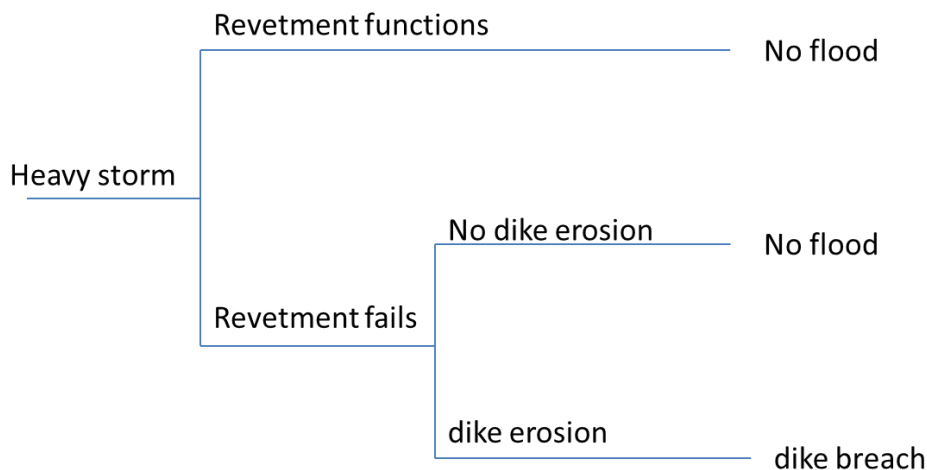 Revetment functions
No flood
Heavy storm
No dike erosion
No flood
Revetment fails
dike erosion
dike breach